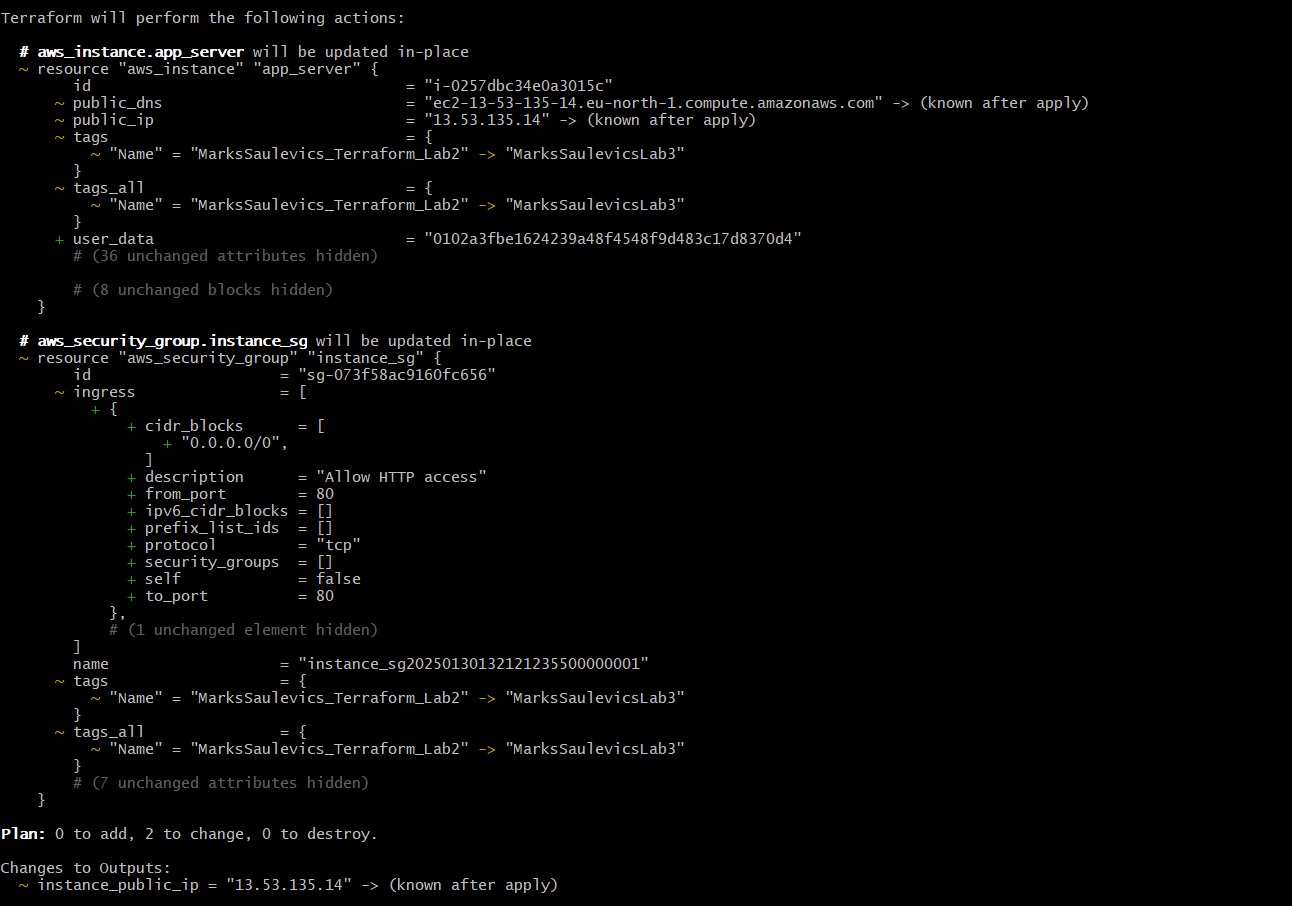 Terraform will perform the following actions:
# aws_instance.app_server will be updated in-place
~ resource "aws_instance" "app_server" {
id = "i-0257dbc34e0a3015c"
~ public_dns = "ec2-13-53-135-14.eu-north-1.compute.amazonaws.com" -> (known after apply)
~ public_ip = "13.53.135.14" -> (known after apply)
~ tags = {
~ "Name" = "MarksSaulevics_Terraform_Lab2" -> "MarksSaulevicsLab3"
}
~ tags_all = {
~ "Name" = "MarksSaulevics_Terraform_Lab2" -> "MarksSaulevicsLab3"
}
+ user_data = "0102a3fbe1624239a48f4548f9d483c17d8370d4"
# (36 unchanged attributes hidden)
# (8 unchanged blocks hidden)
}
# aws_security_group.instance_sg will be updated in-place
~ resource "aws_security_group" "instance_sg" {
id = "sg-073f58ac9160fc656"
~ ingress = [
+ {
+ cidr_blocks = [
+ "0.0.0.0/0",
]
+ description = "Allow HTTP access"
+ from_port = 80
+ ipv6_cidr_blocks = []
+ prefix_list_ids = []
+ protocol = "tcp"
+ security_groups = []
+ self = false
+ to_port = 80
},
# (1 unchanged element hidden)
]
name = "instance_sg20250130132121235500000001"
~ tags = {
~ "Name" = "MarksSaulevics_Terraform_Lab2" -> "MarksSaulevicsLab3"
}
~ tags_all = {
~ "Name" = "MarksSaulevics_Terraform_Lab2" -> "MarksSaulevicsLab3"
}
# (7 unchanged attributes hidden)
}
Plan: 0 to add, 2 to change, 0 to destroy.
Changes to Outputs:
~ instance_public_ip = "13.53.135.14" -> (known after apply)